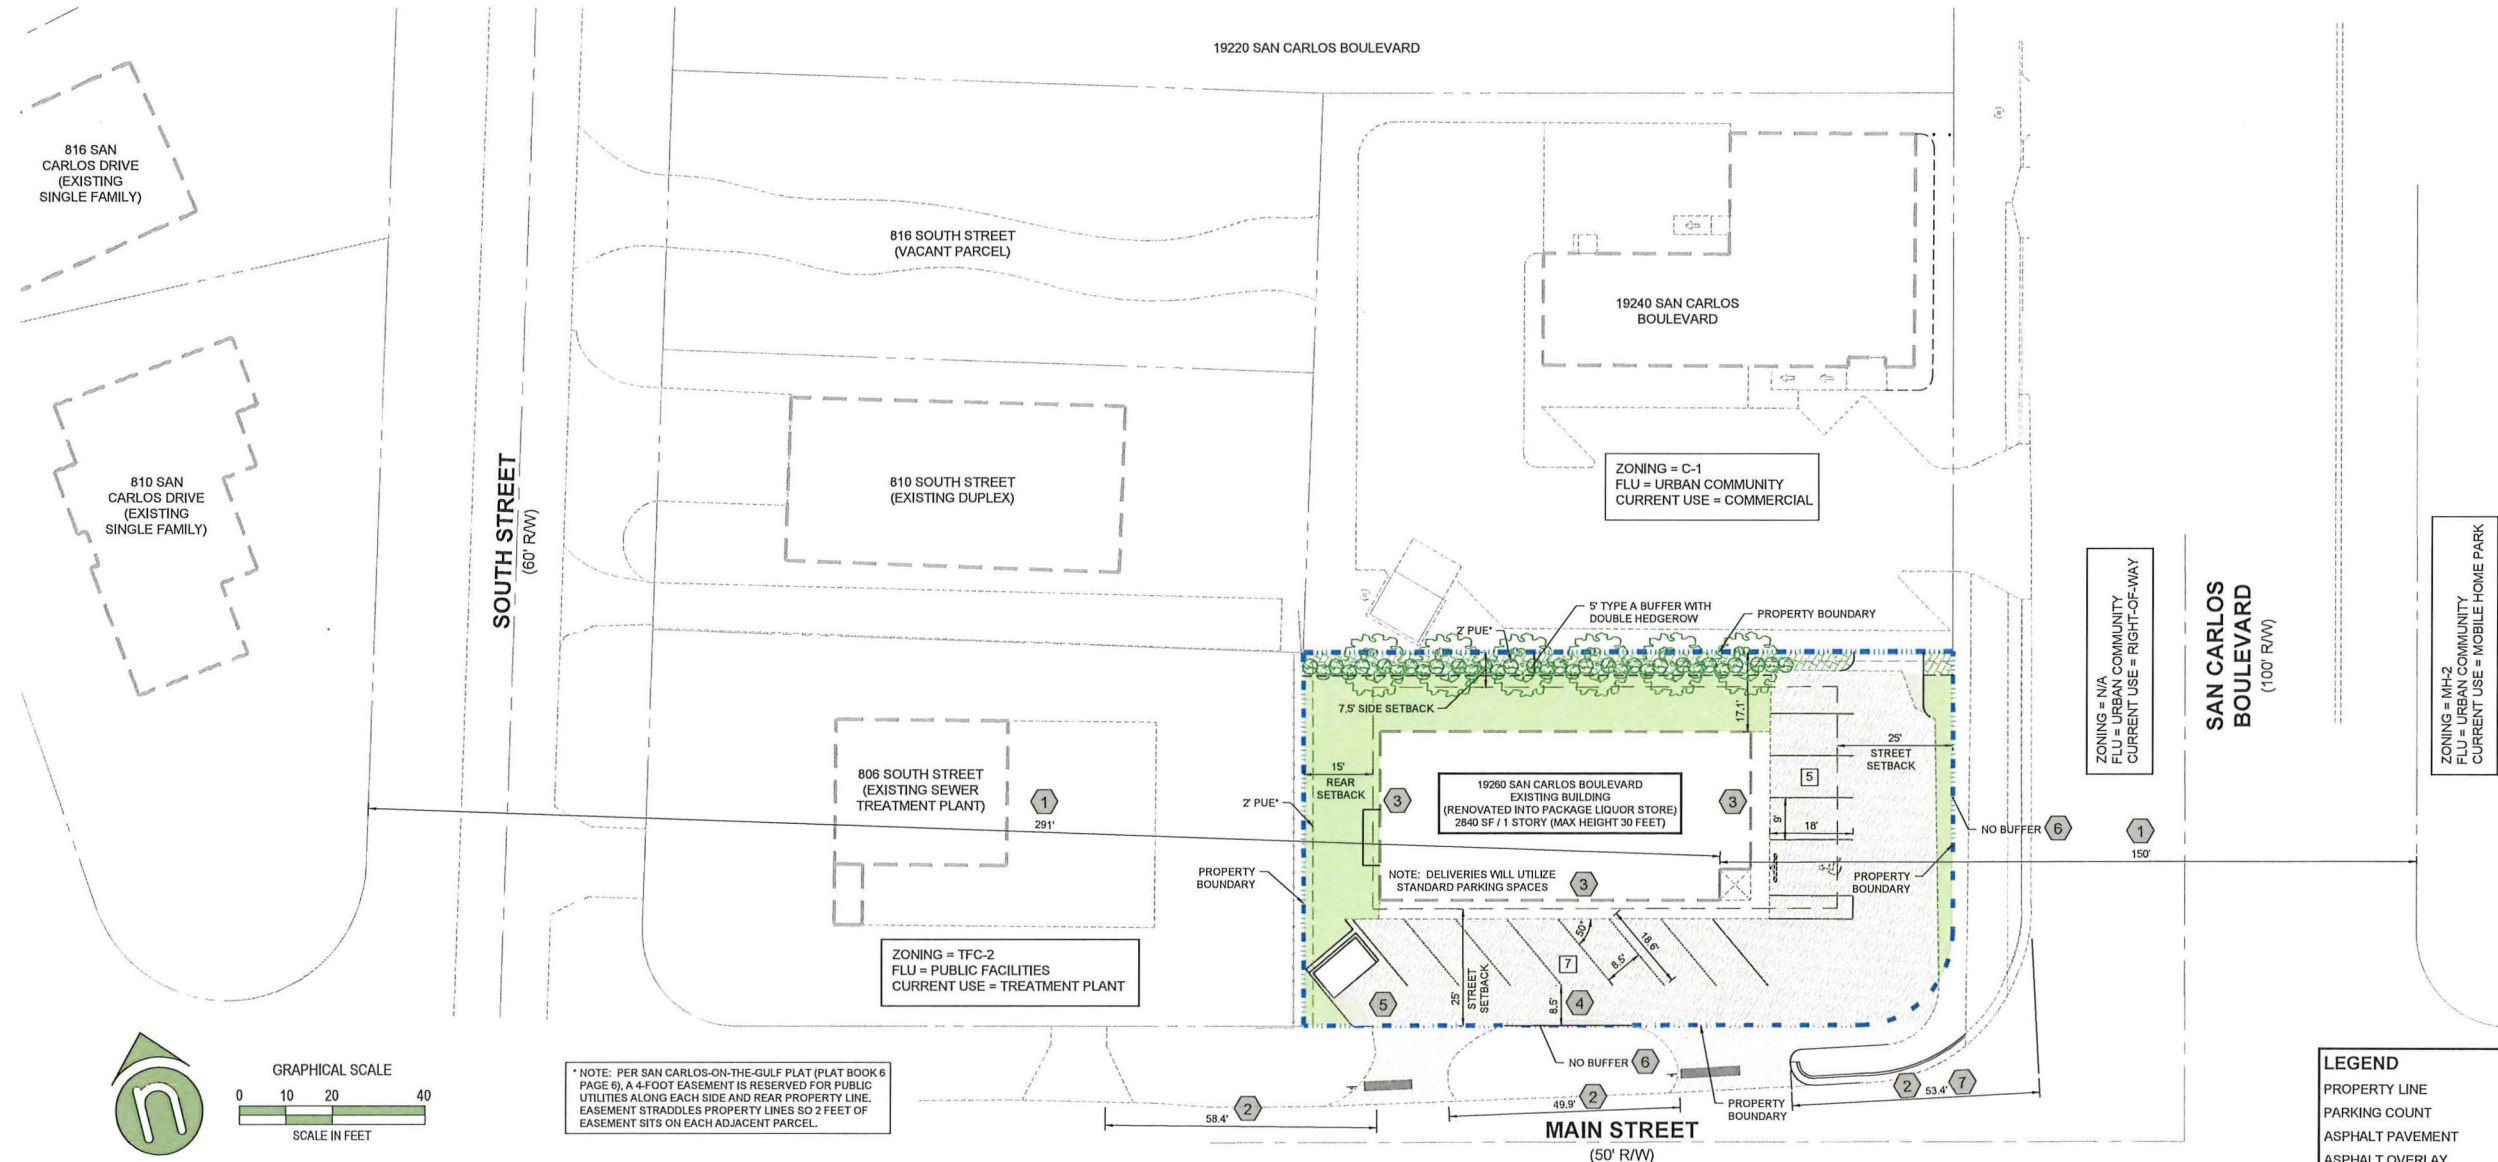 19220 SAN CARLOS BOULEVARD
816 SAN
CARLOS DRIVE
(EXISTING
SINGLE FAMILY)
816 SOUTH STREET
(VACANT PARCEL)
19240 SAN CARLOS
BOULEVARD
810 SAN
CARLOS DRIVE
(EXISTING
SINGLE FAMILY)
SOUTH STREET
(60' R/W)
810 SOUTH STREET
(EXISTING DUPLEX)
ZONING = C-1
FLU = URBAN COMMUNITY
CURRENT USE = COMMERCIAL
ZONING = N/A
FLU = URBAN COMMUNITY
CURRENT USE = RIGHT-OF-WAY
SAN CARLOS
BOULEVARD
(100' R/W)
ZONING = MH-2
FLU = URBAN COMMUNITY
CURRENT USE = MOBILE HOME PARK
5' TYPE A BUFFER WITH
DOUBLE HEDGEROW
PROPERTY BOUNDARY
2' PUE*
7.5' SIDE SETBACK
17.1'
25'
STREET
SETBACK
15'
REAR
SETBACK
2' PUE*
806 SOUTH STREET
(EXISTING SEWER
TREATMENT PLANT)
1
291'
3
19260 SAN CARLOS BOULEVARD
EXISTING BUILDING
(RENOVATED INTO PACKAGE LIQUOR STORE)
2840 SF / 1 STORY (MAX HEIGHT 30 FEET)
3
5
9'
18'
NO BUFFER 6
1
150'
PROPERTY
BOUNDARY
NOTE: DELIVERIES WILL UTILIZE
STANDARD PARKING SPACES
3
PROPERTY
BOUNDARY
ZONING = TFC-2
FLU = PUBLIC FACILITIES
CURRENT USE = TREATMENT PLANT
50°
18.6'
8.5'
7
25'
STREET
SETBACK
8.5'
5
4
NO BUFFER 6
GRAPHICAL SCALE
0 10 20 40
SCALE IN FEET
n
* NOTE: PER SAN CARLOS-ON-THE-GULF PLAT (PLAT BOOK 6
PAGE 6), A 4-FOOT EASEMENT IS RESERVED FOR PUBLIC
UTILITIES ALONG EACH SIDE AND REAR PROPERTY LINE.
EASEMENT STRADDLES PROPERTY LINES SO 2 FEET OF
EASEMENT SITS ON EACH ADJACENT PARCEL.
58.4' 2
49.9' 2
PROPERTY
BOUNDARY
2 53.4' 7
MAIN STREET
(50' R/W)
LEGEND
PROPERTY LINE
PARKING COUNT
ASPHALT PAVEMENT
ASPHALT OVERLAY